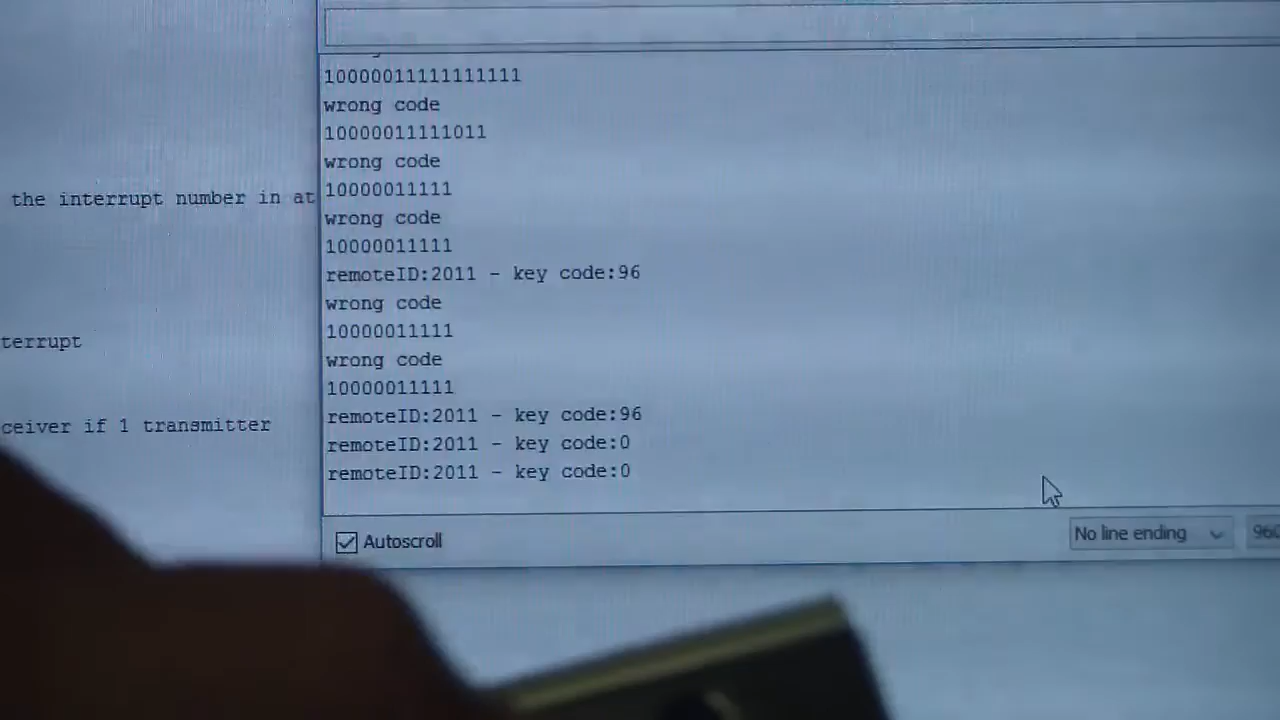 10000011111111111
wrong code
10000011111011
wrong code
10000011111
wrong code
10000011111
remoteID:2011 - key code:96
wrong code
10000011111
wrong code
10000011111
remoteID:2011 - key code:96
remoteID:2011 - key code:0
remoteID:2011 - key code:0
the interrupt number in at
terrupt
ceiver if 1 transmitter
Autoscroll
No line ending
960